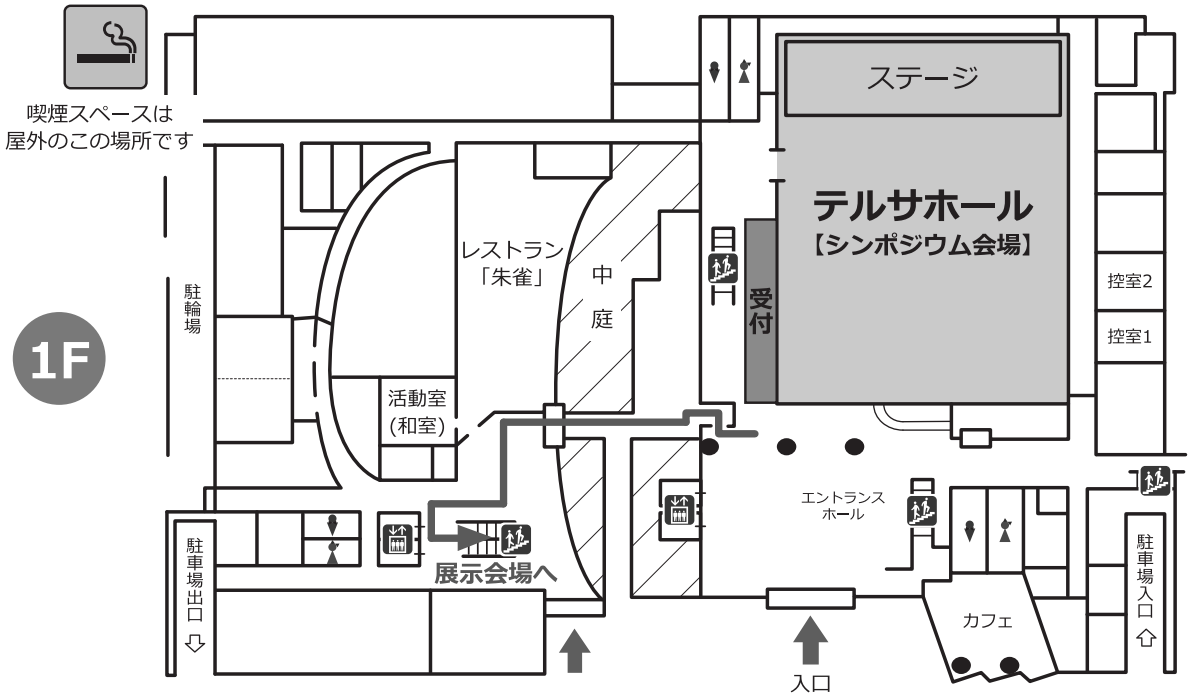 喫煙スペースは
屋外のこの場所です
1F
ステージ
テルサホール
【シンポジウム会場】
受付
レストラン
「朱雀」
中庭
控室2
控室1
駐輪場
活動室
(和室)
エントランス
ホール
展示会場へ
駐車場出口
駐車場入口
カフェ
入口